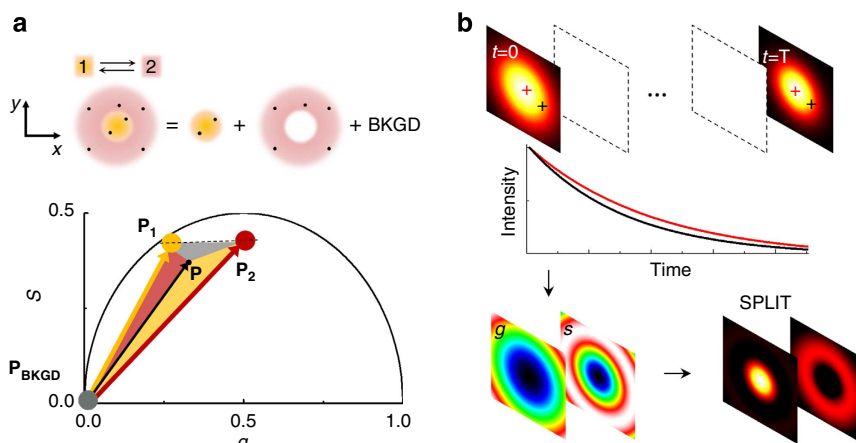 a
1 2
y
x
= + + BKGD
0.5
S
P1
P2
P
PBKGD
0.0
0.0 0.5 1.0
b
t=0
...
t=T
+ +
+ +
Intensity
Time
g s
SPLIT